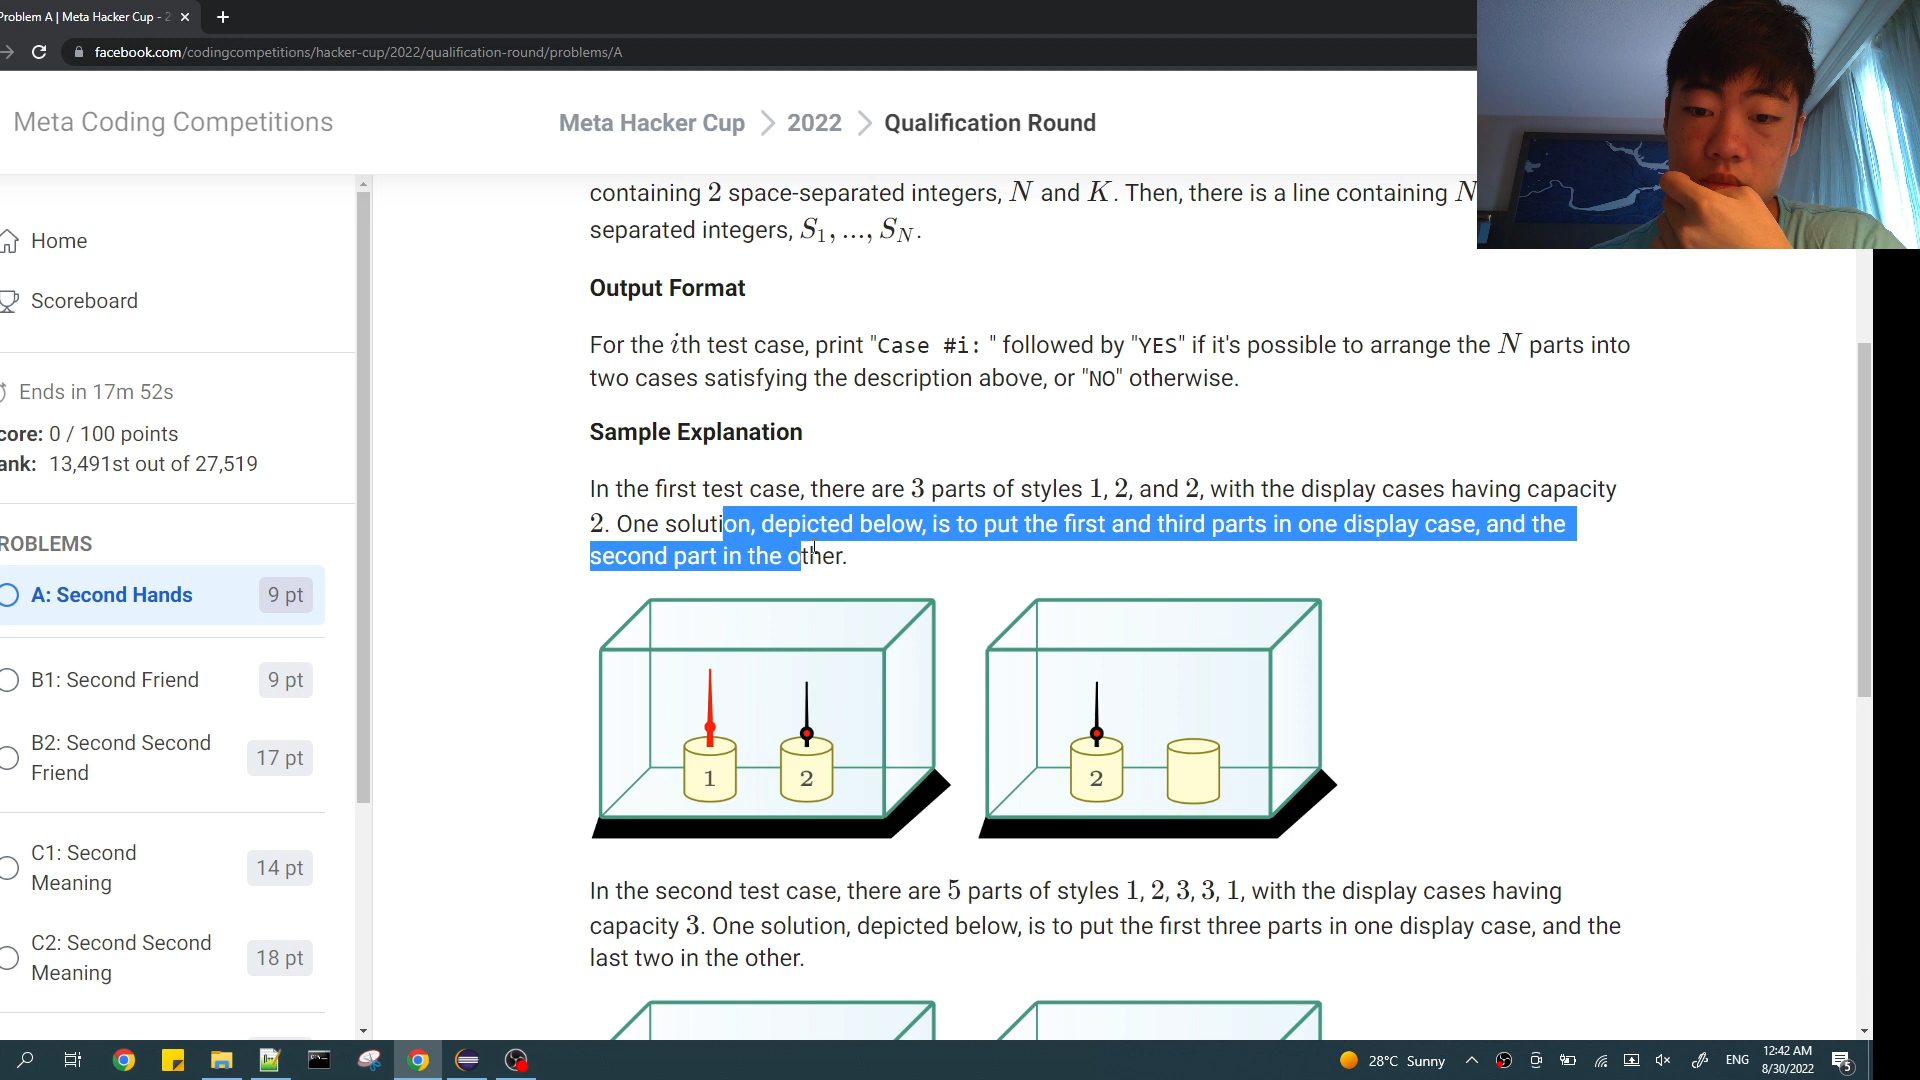 Problem A | Meta Hacker Cup - 2
facebook.com/codingcompetitions/hacker-cup/2022/qualification-round/problems/A
Meta Coding Competitions
Meta Hacker Cup
2022
Qualification Round
Home
Scoreboard
Ends in 17m 52s
core: 0 / 100 points
ank: 13,491st out of 27,519
ROBLEMS
A: Second Hands
9 pt
B1: Second Friend
9 pt
B2: Second Second
Friend
17 pt
C1: Second
Meaning
14 pt
C2: Second Second
Meaning
18 pt
containing 2 space-separated integers, N and K. Then, there is a line containing N
separated integers, S1, ..., SN.
Output Format
For the ith test case, print "Case #i: " followed by "YES" if it's possible to arrange the N parts into
two cases satisfying the description above, or "NO" otherwise.
Sample Explanation
In the first test case, there are 3 parts of styles 1, 2, and 2, with the display cases having capacity
2. One solution, depicted below, is to put the first and third parts in one display case, and the
second part in the other.
1
2
2
In the second test case, there are 5 parts of styles 1, 2, 3, 3, 1, with the display cases having
capacity 3. One solution, depicted below, is to put the first three parts in one display case, and the
last two in the other.
28°C Sunny
ENG
12:42 AM
8/30/2022
5